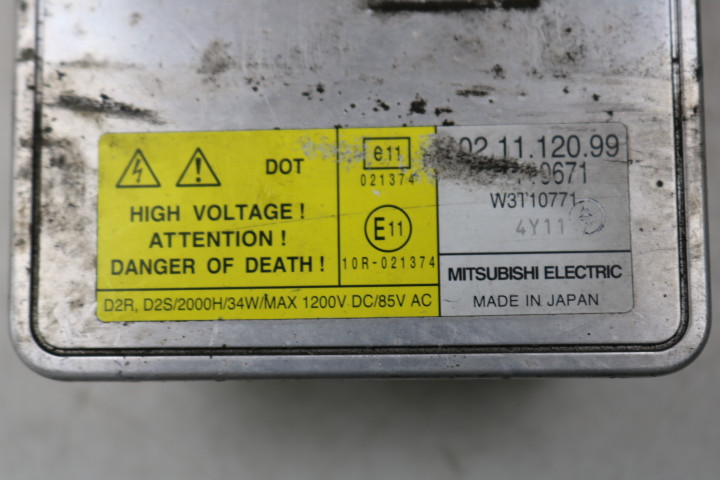 DOT
HIGH VOLTAGE!
ATTENTION!
DANGER OF DEATH!
e11
021374
E11
10R-021374
02.11.120.99
W3T10771
4Y11
MITSUBISHI ELECTRIC
MADE IN JAPAN
D2R, D2S/2000H/34W/MAX 1200V DC/85V AC